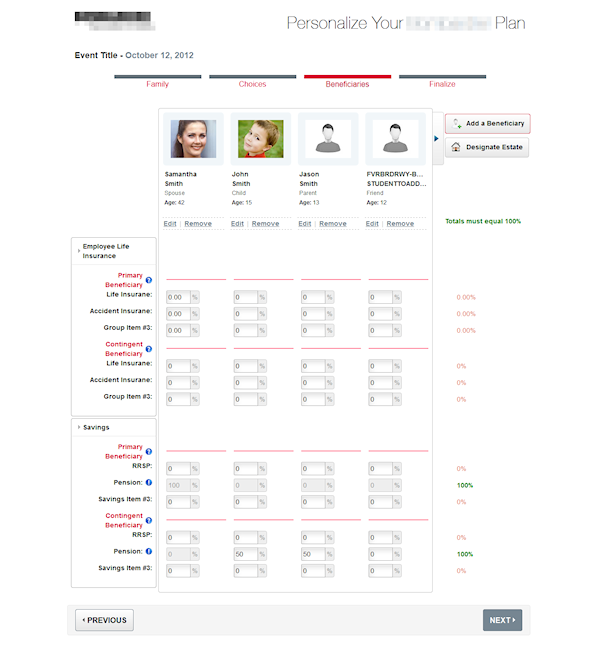 Personalize Your Plan
Event Title - October 12, 2012
Family Choices Beneficiaries Finalize
Add a Beneficiary
Designate Estate
Samantha Smith
Spouse
Age: 42
Edit | Remove
John Smith
Child
Age: 15
Edit | Remove
Jason Smith
Parent
Age: 13
Edit | Remove
FVRBRDRWY-B...
STUDENTTOADD...
Friend
Age: 12
Edit | Remove
Totals must equal 100%
Employee Life Insurance
Primary Beneficiary ?
Life Insurane: 0.00 % 0 % 0 % 0 % 0.00%
Accident Insurane: 0.00 % 0 % 0 % 0 % 0.00%
Group Item #3: 0.00 % 0 % 0 % 0 % 0.00%
Contingent Beneficiary ?
Life Insurane: 0 % 0 % 0 % 0 % 0%
Accident Insurane: 0 % 0 % 0 % 0 % 0%
Group Item #3: 0 % 0 % 0 % 0 % 0%
Savings
Primary Beneficiary ?
RRSP: 0 % 0 % 0 % 0 % 0%
Pension: 100 % 0 % 0 % 0 % 100%
Savings Item #3: 0 % 0 % 0 % 0 % 0%
Contingent Beneficiary ?
RRSP: 0 % 0 % 0 % 0 % 0%
Pension: 0 % 50 % 50 % 0 % 100%
Savings Item #3: 0 % 0 % 0 % 0 % 0%
PREVIOUS
NEXT